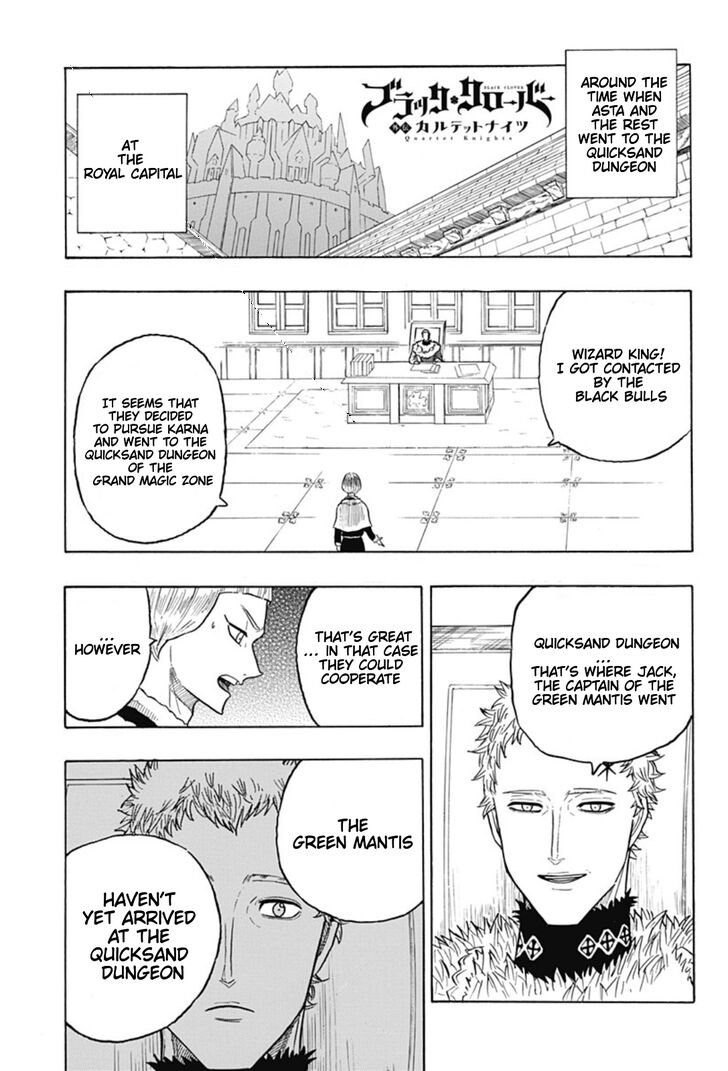 AROUND THE
TIME WHEN
ASTA AND
THE REST
WENT TO THE
QUICKSAND
DUNGEON
BLACK CLOVER
ブラック・クローバー
外伝 カルテットナイツ
Quartet Knights
AT
THE
ROYAL CAPITAL
WIZARD KING!
I GOT CONTACTED
BY THE
BLACK BULLS
IT SEEMS THAT
THEY DECIDED
TO PURSUE KARNA
AND WENT TO THE
QUICKSAND DUNGEON
OF THE
GRAND MAGIC ZONE
QUICKSAND DUNGEON
...
THAT'S WHERE JACK,
THE CAPTAIN OF THE
GREEN MANTIS WENT
THAT'S GREAT
... IN THAT CASE
THEY COULD
COOPERATE
...
HOWEVER
THE
GREEN MANTIS
HAVEN'T
YET ARRIVED
AT THE
QUICKSAND
DUNGEON